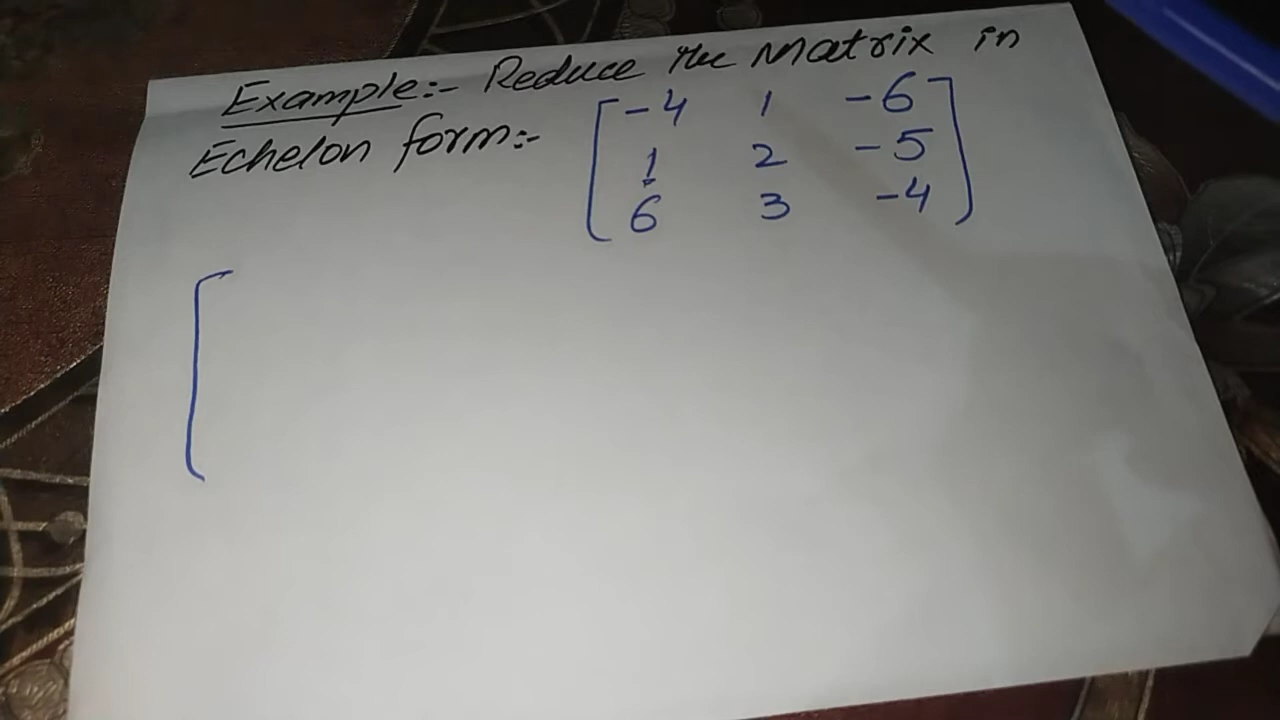 Example:- Reduce the Matrix in
Echelon form:-
-4 1 -6
1 2 -5
6 3 -4